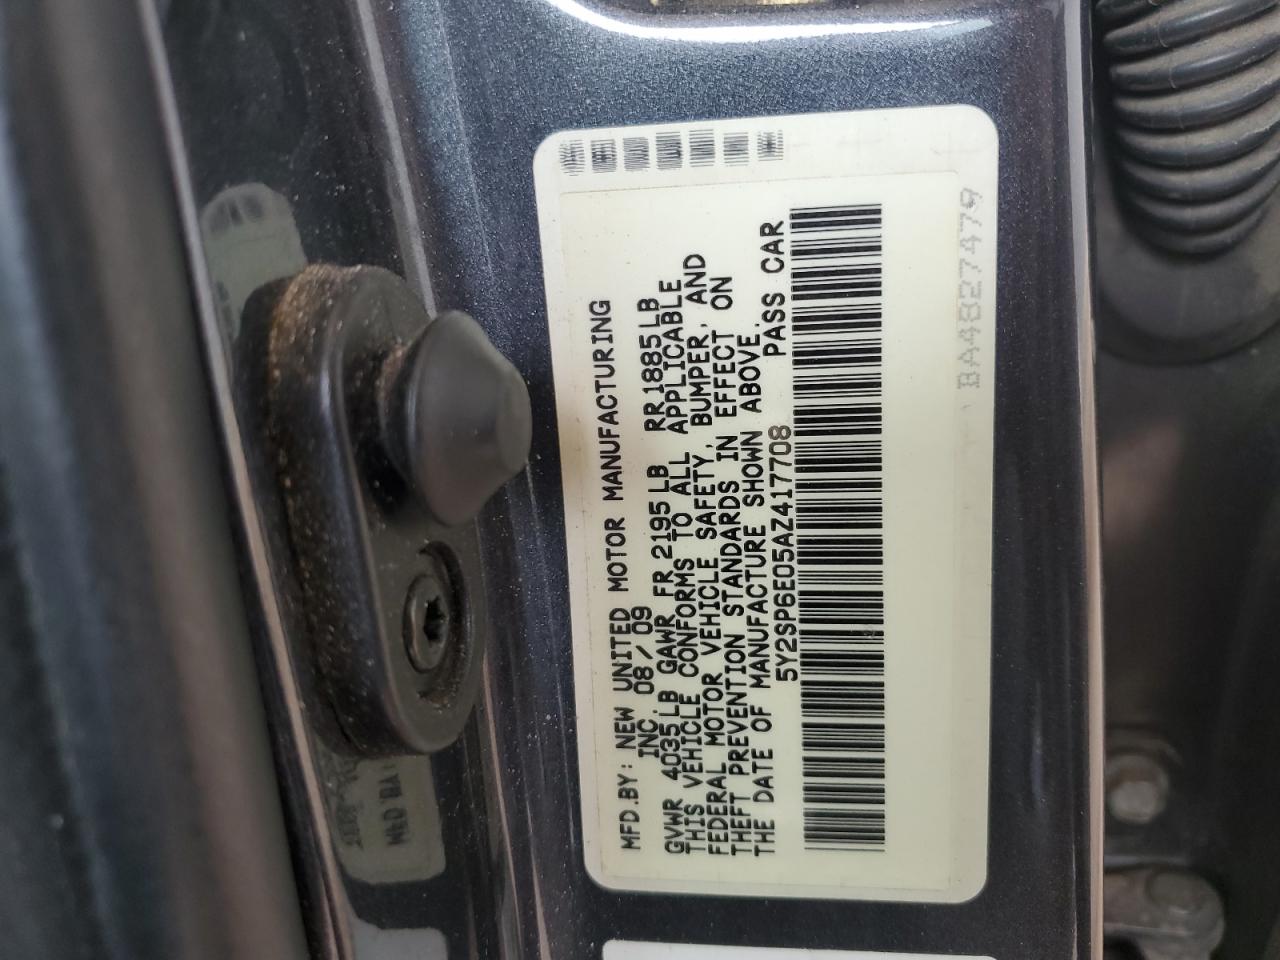 MFD.BY: NEW UNITED MOTOR MANUFACTURING
INC. 08/09
GVWR 4035LB GAWR FR 2195LB RR1885LB
THIS VEHICLE CONFORMS TO ALL APPLICABLE
FEDERAL MOTOR VEHICLE SAFETY, BUMPER, AND
THEFT PREVENTION STANDARDS IN EFFECT ON
THE DATE OF MANUFACTURE SHOWN ABOVE.
5Y2SP6E05AZ417708 PASS CAR
BA4827479